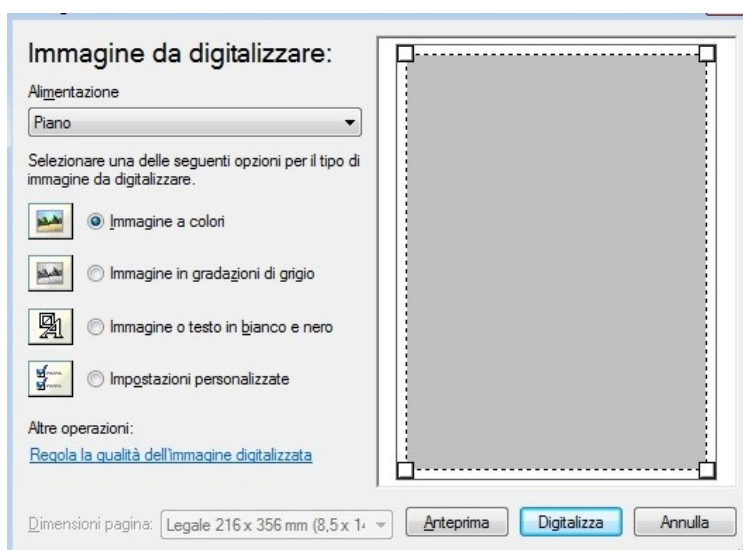 Immagine da digitalizzare:
Alimentazione
Piano
Selezionare una delle seguenti opzioni per il tipo di
immagine da digitalizzare.
Immagine a colori
Immagine in gradazioni di grigio
Immagine o testo in bianco e nero
Impostazioni personalizzate
Altre operazioni:
Regola la qualità dell'immagine digitalizzata
Dimensioni pagina: Legale 216 x 356 mm (8,5 x 1 Anteprima Digitalizza Annulla